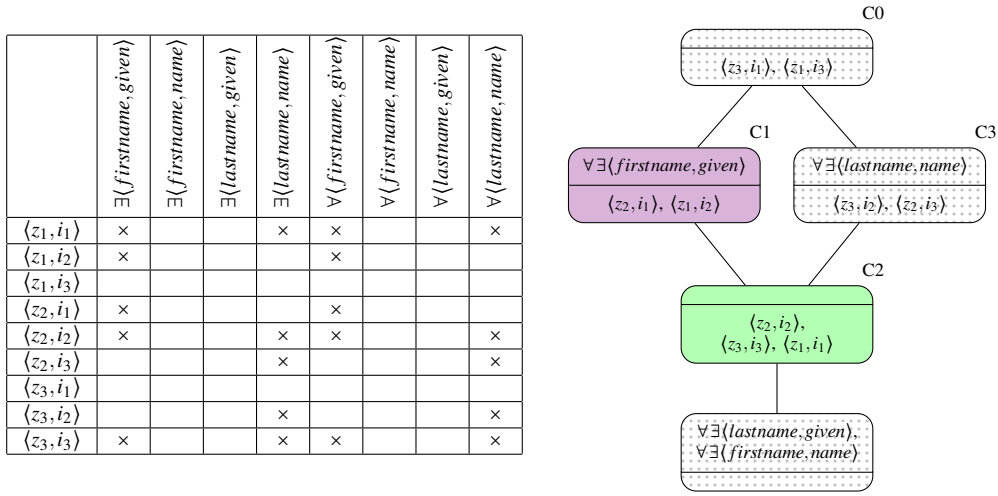 ∃⟨firstname,given⟩ ∃⟨firstname,name⟩ ∃⟨lastname,given⟩ ∃⟨lastname,name⟩ ∀⟨firstname,given⟩ ∀⟨firstname,name⟩ ∀⟨lastname,given⟩ ∀⟨lastname,name⟩
⟨z₁,i₁⟩ × × × ×
⟨z₁,i₂⟩ × ×
⟨z₁,i₃⟩
⟨z₂,i₁⟩ × ×
⟨z₂,i₂⟩ × × × ×
⟨z₂,i₃⟩ × ×
⟨z₃,i₁⟩
⟨z₃,i₂⟩ × ×
⟨z₃,i₃⟩ × × × ×
C0
⟨z₃,i₁⟩, ⟨z₁,i₃⟩
C1
∀∃⟨firstname,given⟩
⟨z₂,i₁⟩, ⟨z₁,i₂⟩
C3
∀∃⟨lastname,name⟩
⟨z₃,i₂⟩, ⟨z₂,i₃⟩
C2
⟨z₂,i₂⟩,
⟨z₃,i₃⟩, ⟨z₁,i₁⟩
∀∃⟨lastname,given⟩,
∀∃⟨firstname,name⟩